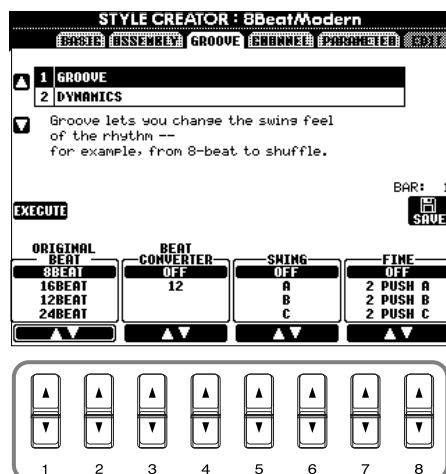 STYLE CREATOR : 8BeatModern
BASIC ASSEMBLY GROOVE CHANNEL PARAMETER EDIT
1 GROOVE
2 DYNAMICS
Groove lets you change the swing feel
of the rhythm --
for example, from 8-beat to shuffle.
BAR: 1
EXECUTE
SAVE
ORIGINAL BEAT
BEAT CONVERTER
SWING
FINE
8BEAT OFF OFF OFF
16BEAT 12 A 2 PUSH A
12BEAT B 2 PUSH B
24BEAT C 2 PUSH C
1 2 3 4 5 6 7 8